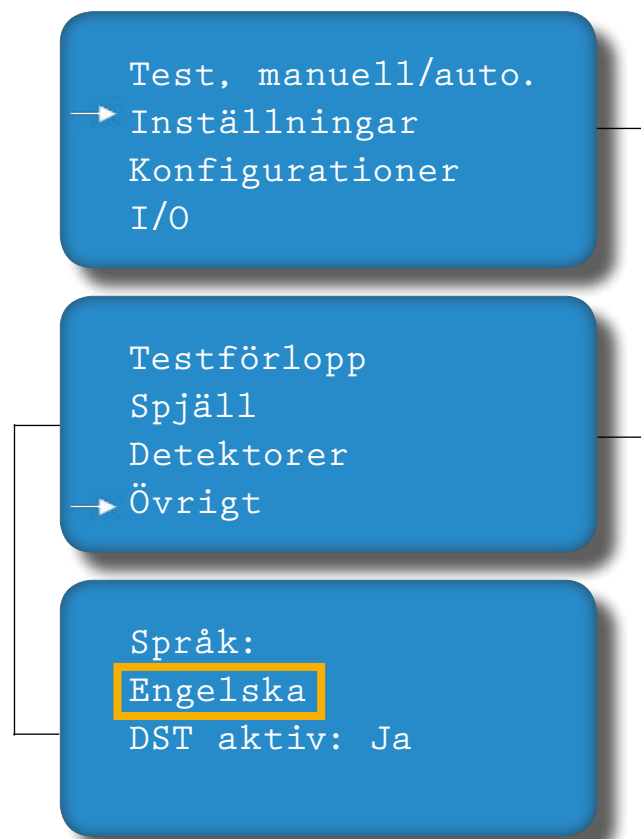 Test, manuell/auto.
Inställningar
Konfigurationer
I/O
Testförlopp
Spjäll
Detektorer
Övrigt
Språk:
Engelska
DST aktiv: Ja